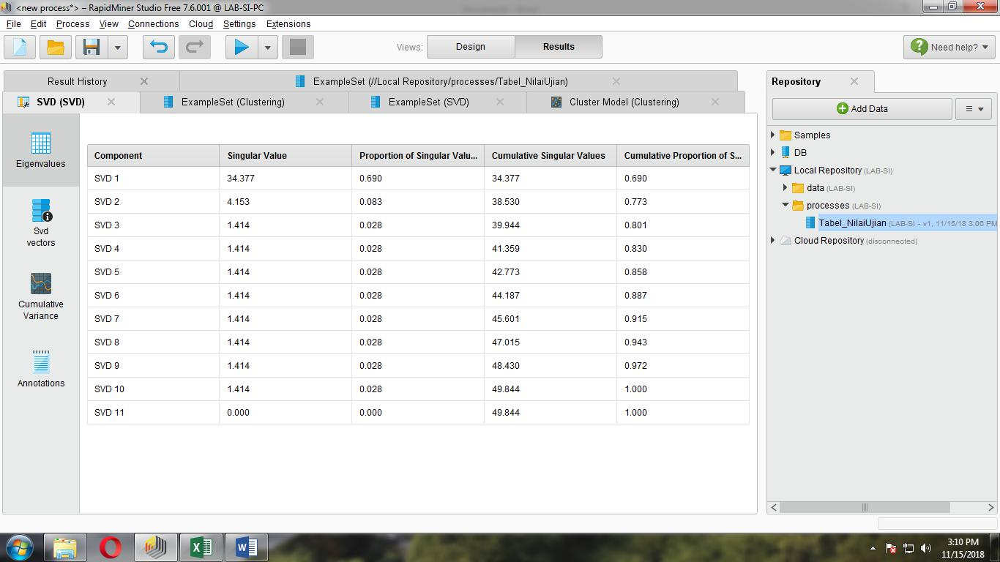 <new process*> – RapidMiner Studio Free 7.6.001 @ LAB-SI-PC
File Edit Process View Connections Cloud Settings Extensions
Views: Design Results Need help?
Result History ExampleSet (//Local Repository/processes/Tabel_NilaiUjian)
SVD (SVD) ExampleSet (Clustering) ExampleSet (SVD) Cluster Model (Clustering)
Eigenvalues
Svd
vectors
Cumulative
Variance
Annotations
Component Singular Value Proportion of Singular Valu... Cumulative Singular Values Cumulative Proportion of S...
SVD 1 34.377 0.690 34.377 0.690
SVD 2 4.153 0.083 38.530 0.773
SVD 3 1.414 0.028 39.944 0.801
SVD 4 1.414 0.028 41.359 0.830
SVD 5 1.414 0.028 42.773 0.858
SVD 6 1.414 0.028 44.187 0.887
SVD 7 1.414 0.028 45.601 0.915
SVD 8 1.414 0.028 47.015 0.943
SVD 9 1.414 0.028 48.430 0.972
SVD 10 1.414 0.028 49.844 1.000
SVD 11 0.000 0.000 49.844 1.000
Repository
Add Data
Samples
DB
Local Repository (LAB-SI)
data (LAB-SI)
processes (LAB-SI)
Tabel_NilaiUjian (LAB-SI - v1, 11/15/18 3:06 PM
Cloud Repository (disconnected)
3:10 PM
11/15/2018